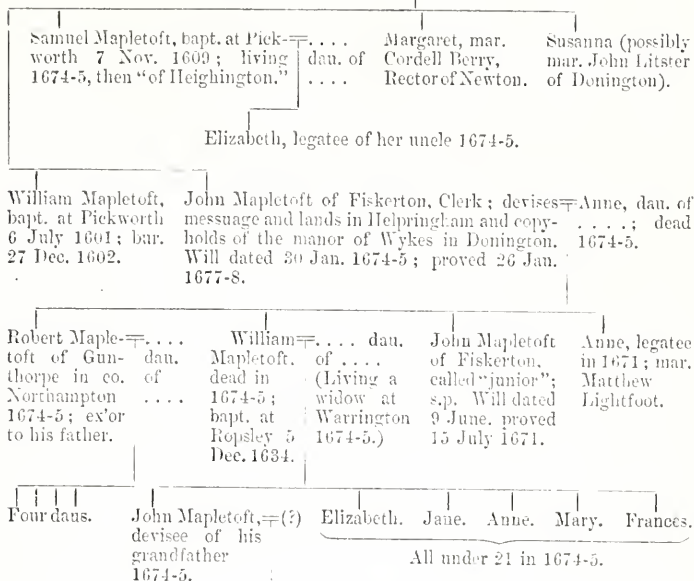 Samuel Mapletoft, bapt. at Pick-
worth 7 Nov. 1609; living
1674-5, then "of Heighington."
=. . . .
dau. of
. . . .
Margaret, mar.
Cordell Berry,
Rector of Newton.
Susanna (possibly
mar. John Litster
of Donington).
Elizabeth, legatee of her uncle 1674-5.
William Mapletoft,
bapt. at Pickworth
6 July 1601; bur.
27 Dec. 1602.
John Mapletoft of Fiskerton, Clerk; devises
messuage and lands in Helpringham and copy-
holds of the manor of Wykes in Donington.
Will dated 30 Jan. 1674-5; proved 26 Jan.
1677-8.
=Anne, dau. of
. . . .; dead
1674-5.
Robert Maple-
toft of Gun-
thorpe in co.
Northampton
1674-5; ex'or
to his father.
=. . . .
dau.
of
. . . .
William
Mapletoft,
dead in
1674-5;
bapt. at
Ropsley 5
Dec. 1634.
=. . . . dau.
of . . . .
(Living a
widow at
Warrington
1674-5.)
John Mapletoft
of Fiskerton,
called "junior";
s.p. Will dated
9 June, proved
15 July 1671.
Anne, legatee
in 1671; mar.
Matthew
Lightfoot.
Four daus.
John Mapletoft,=(?)
devisee of his
grandfather
1674-5.
Elizabeth. Jane. Anne. Mary. Frances.
All under 21 in 1674-5.